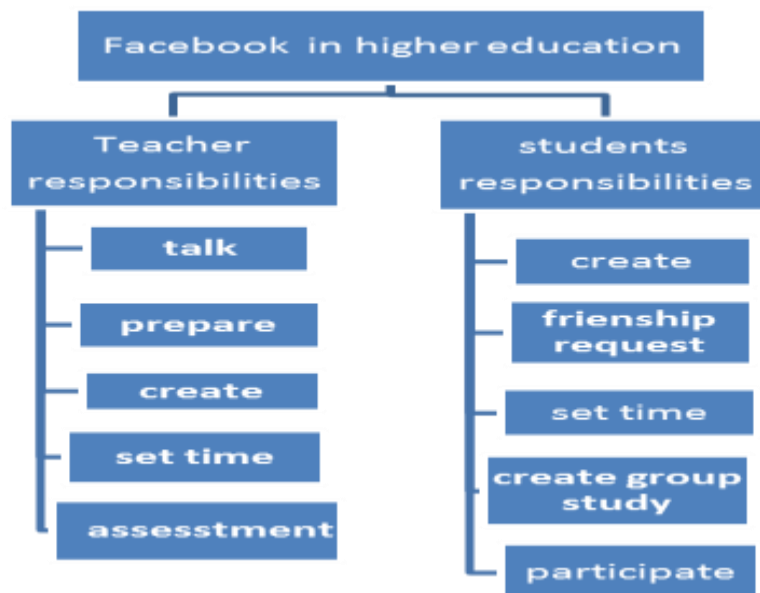 Facebook in higher education
Teacher
responsibilities
talk
prepare
create
set time
assesstment
students
responsibilities
create
frienship
request
set time
create group
study
participate